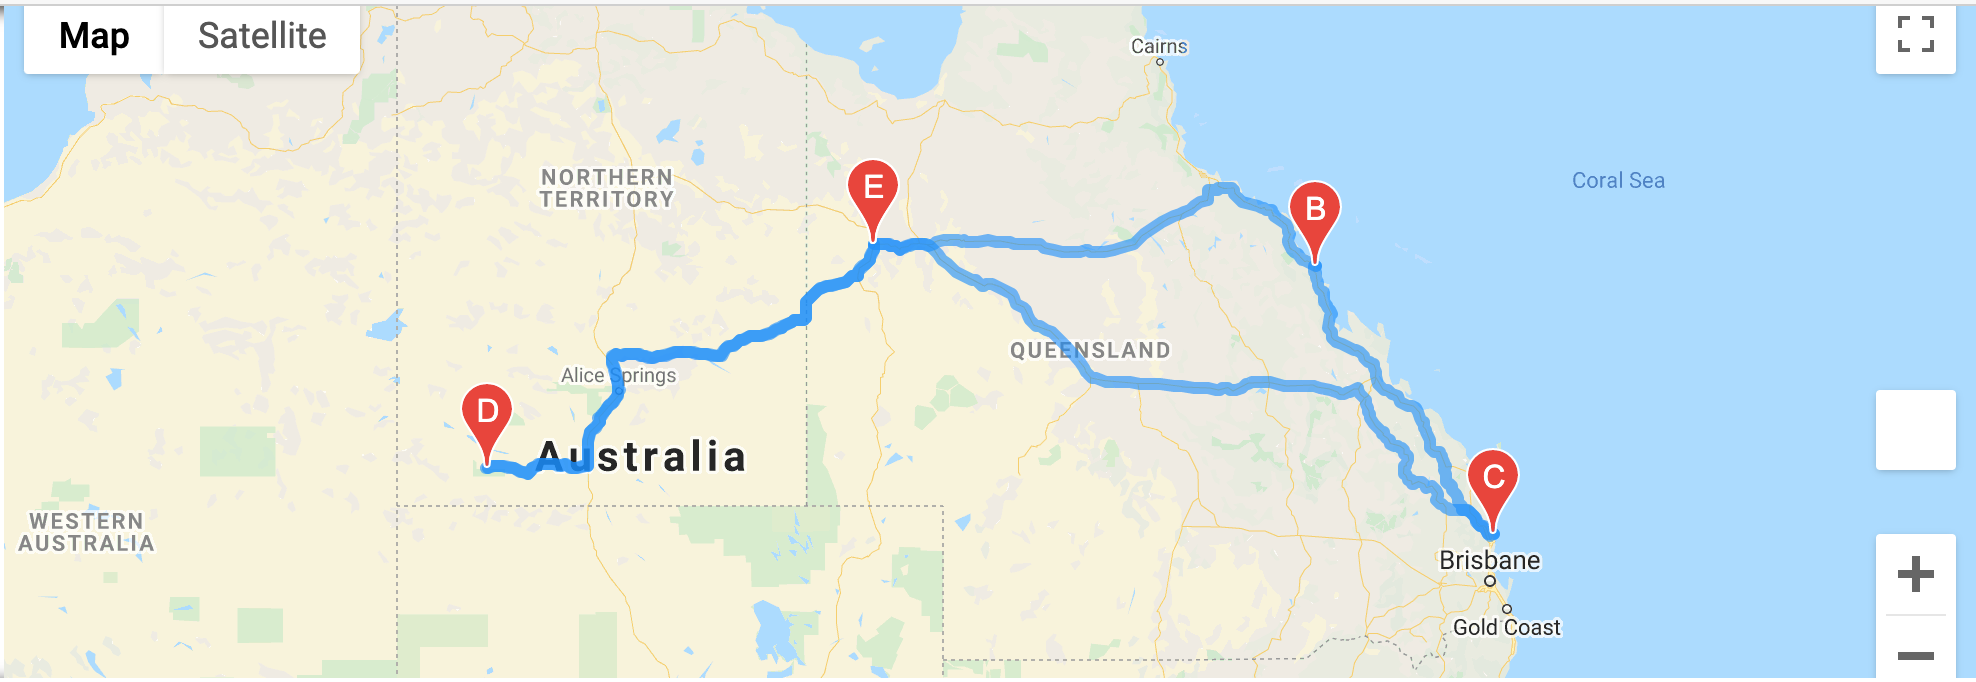 Map
Satellite
Cairns
Coral Sea
NORTHERN
TERRITORY
E
B
QUEENSLAND
Alice Springs
D
Australia
C
WESTERN
AUSTRALIA
Brisbane
Gold Coast
+
−